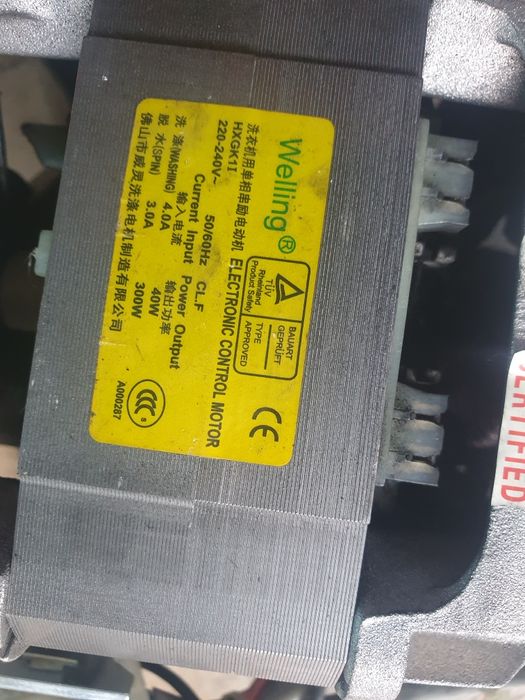 Welling®
洗衣机用单相串励电动机
HXGK1I ELECTRONIC CONTROL MOTOR
220-240V~ 50/60Hz CL.F
Current Input Power Output
输入电流 输出功率
洗 涤(WASHING) 4.0A 40W
脱 水(SPIN) 3.0A 300W
佛山市威灵洗涤电机制造有限公司
TÜV
Rheinland
Product Safety
BAUART
GEPRÜFT
TYPE
APPROVED
CE
CCC
S
A000287
CERTIFIED